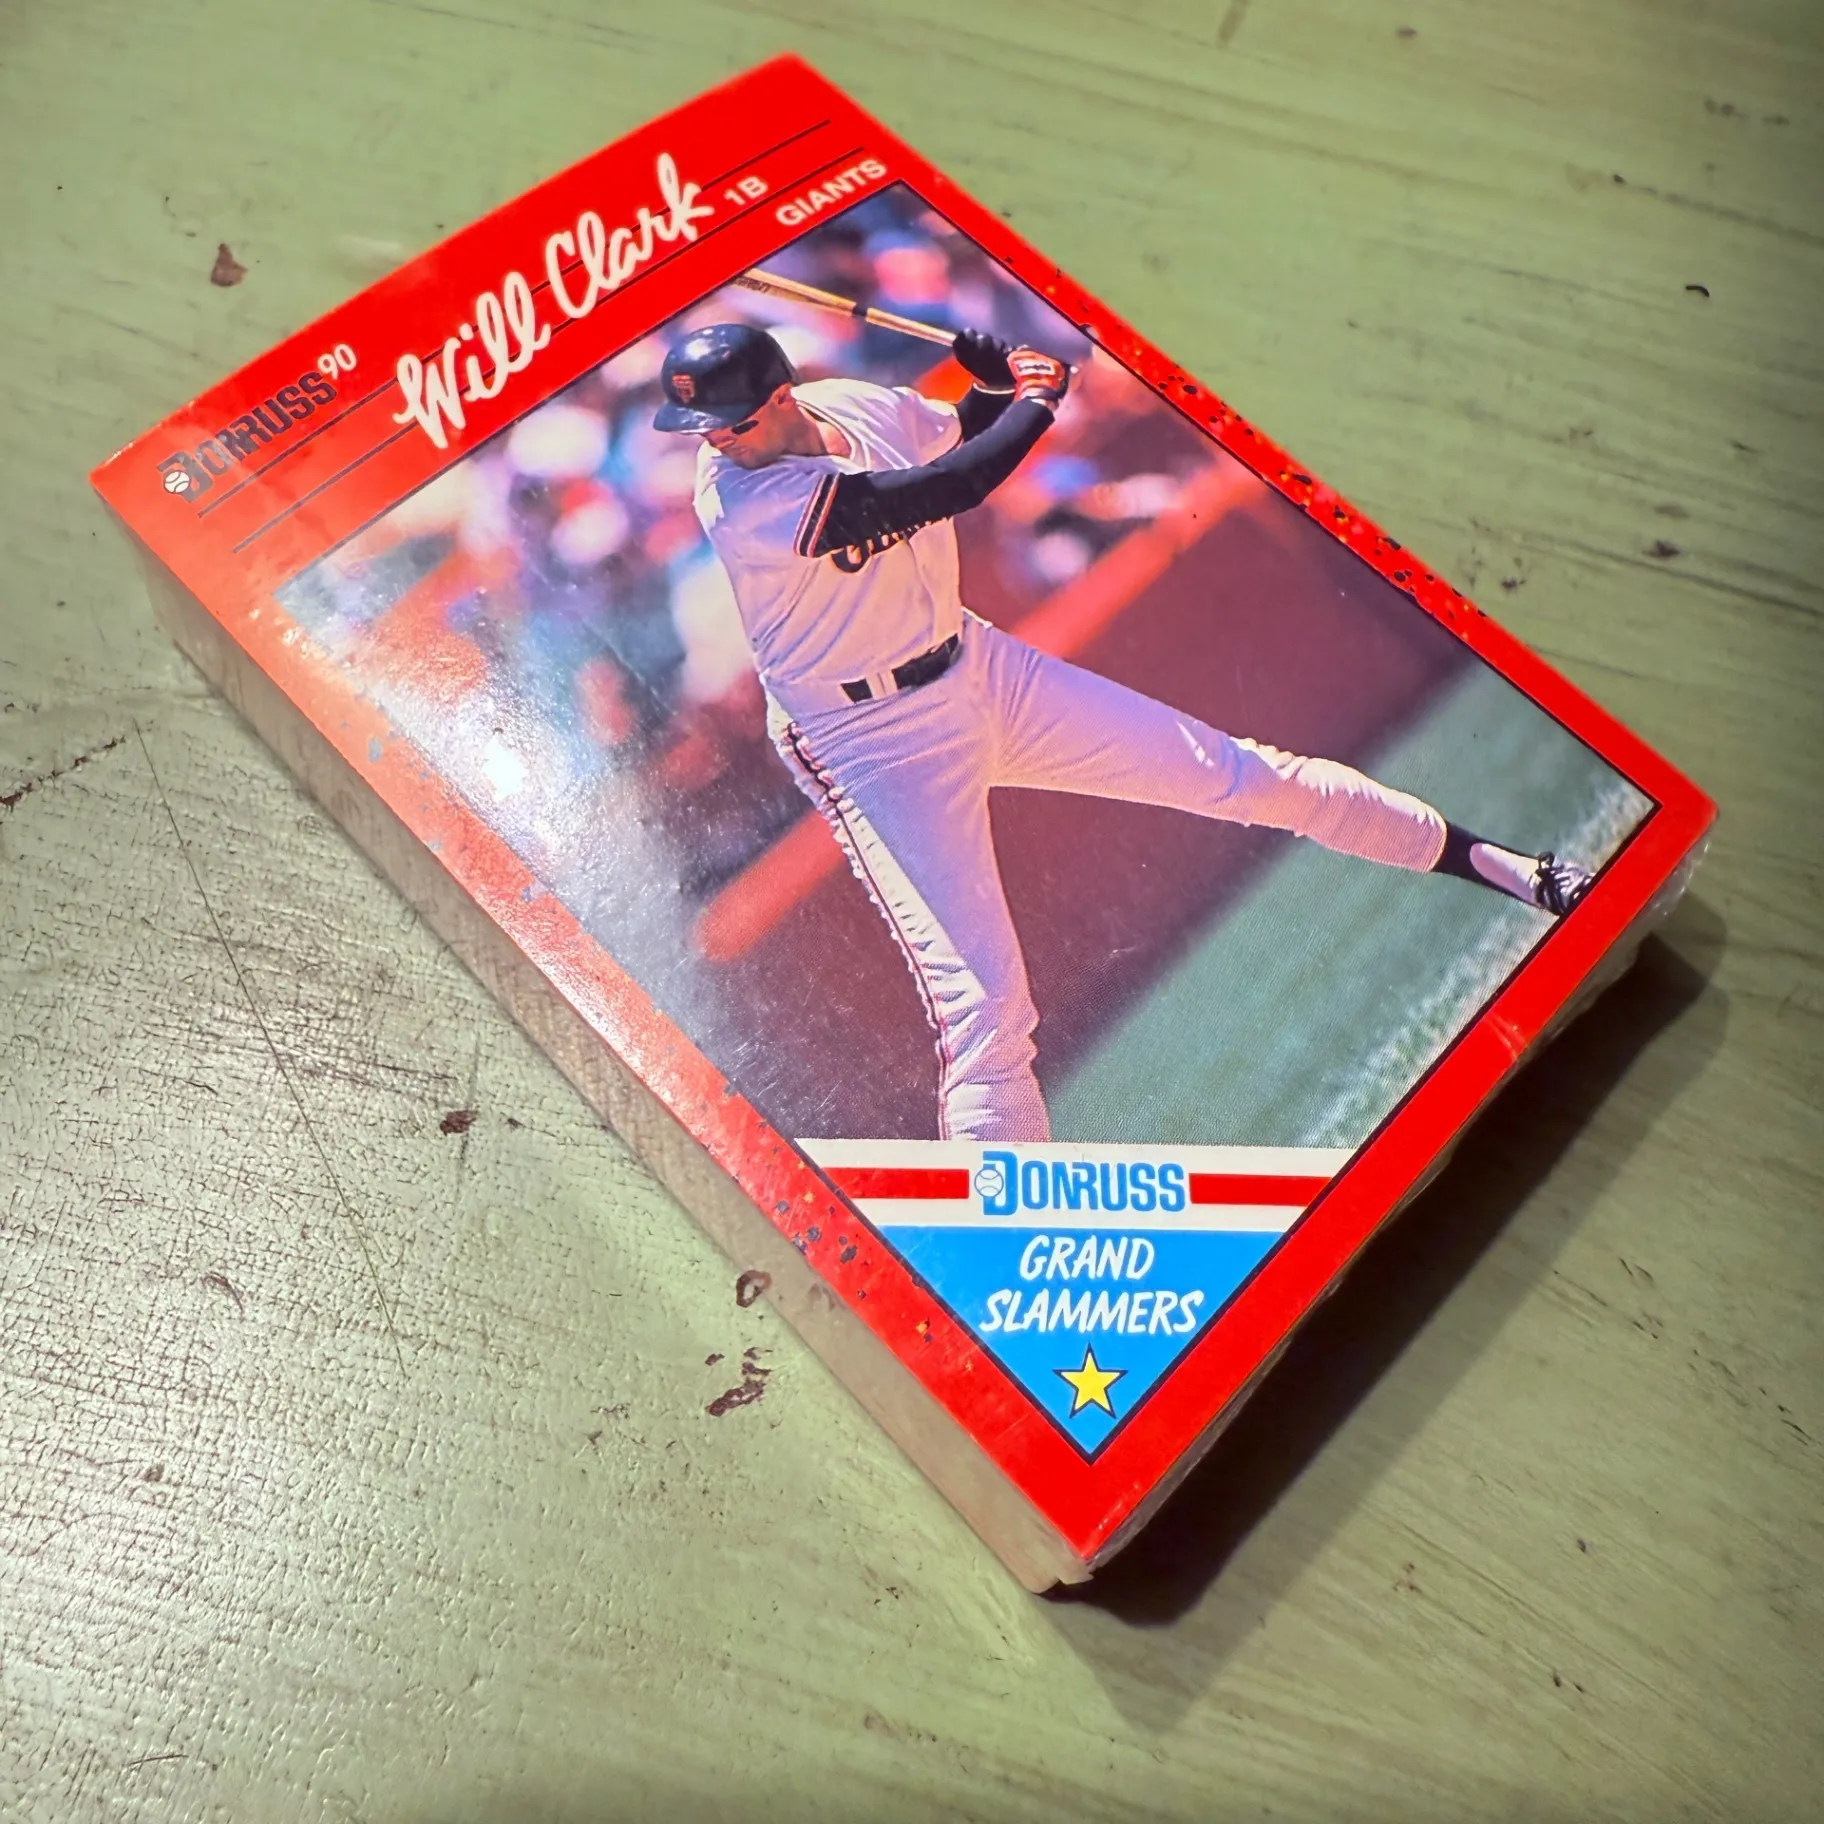 DONRUSS 90
Will Clark 1B
GIANTS
DONRUSS
GRAND
SLAMMERS